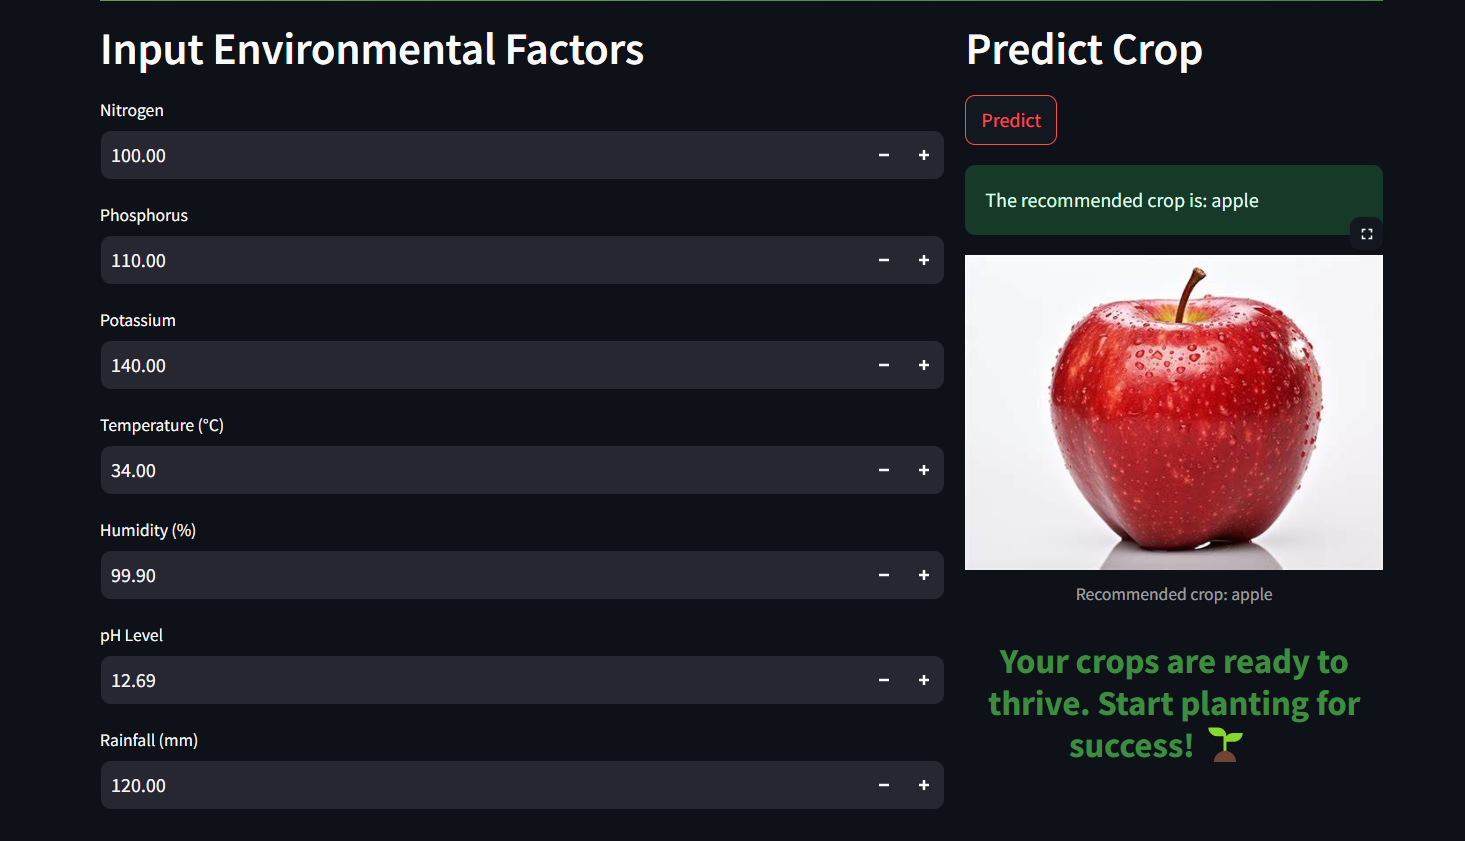 Input Environmental Factors
Nitrogen
100.00
Phosphorus
110.00
Potassium
140.00
Temperature (°C)
34.00
Humidity (%)
99.90
pH Level
12.69
Rainfall (mm)
120.00
Predict Crop
Predict
The recommended crop is: apple
Recommended crop: apple
Your crops are ready to
thrive. Start planting for
success! 🌱